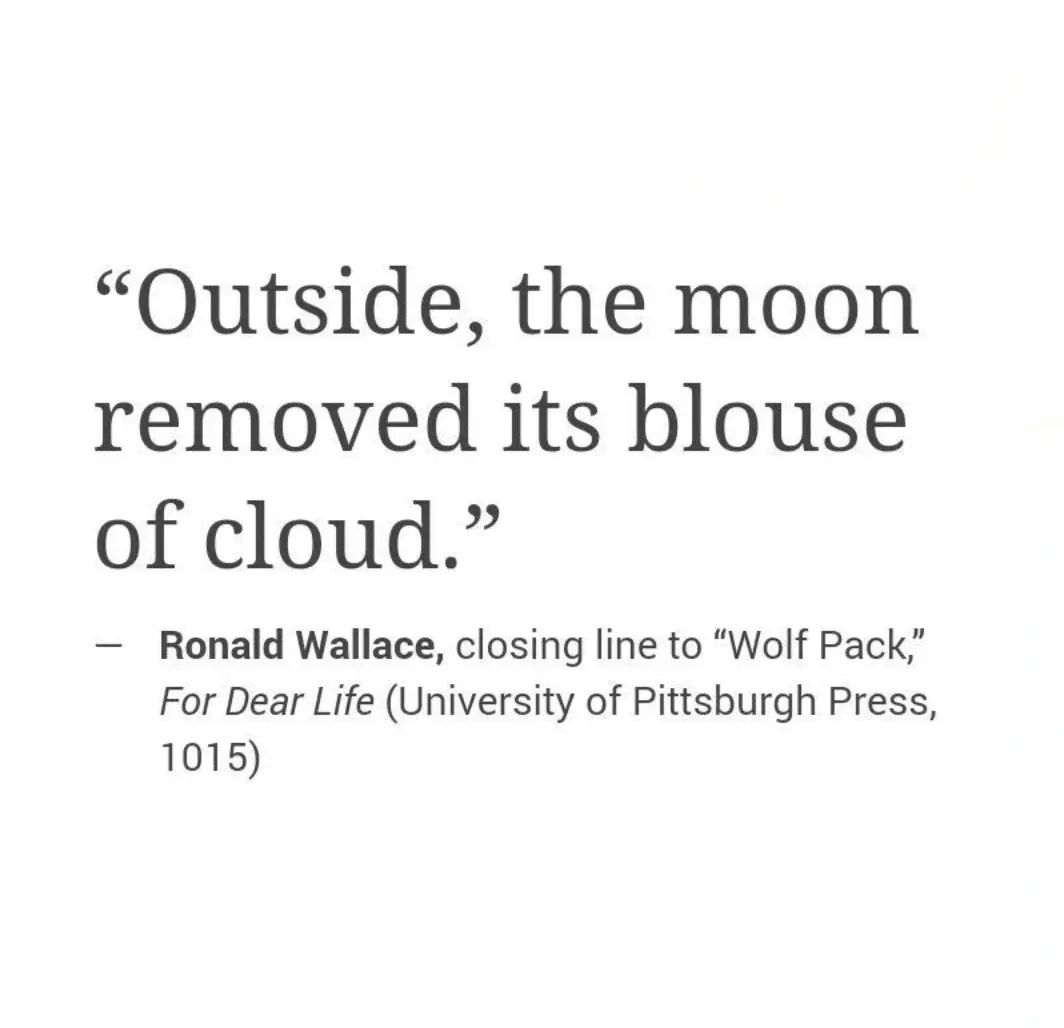 “Outside, the moon
removed its blouse
of cloud.”
— Ronald Wallace, closing line to “Wolf Pack,”
For Dear Life (University of Pittsburgh Press,
1015)